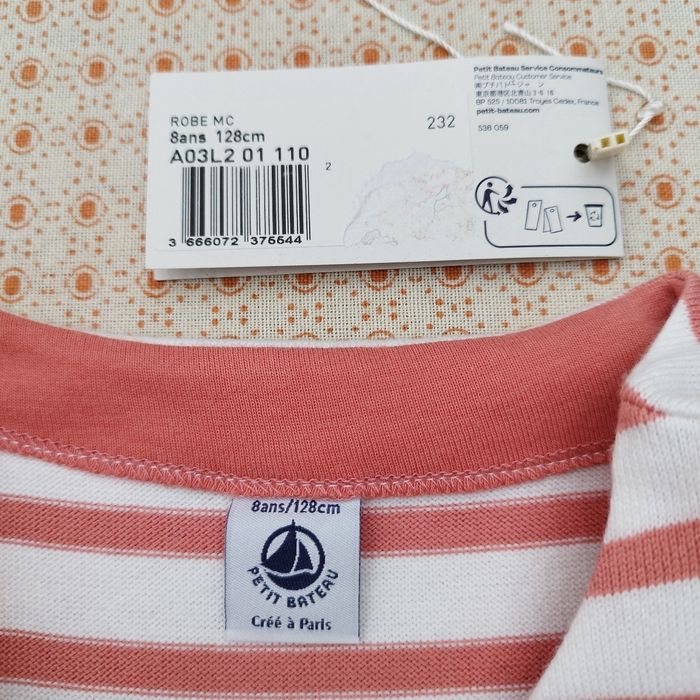 ROBE MC
8ans 128cm
232
A03L2 01 110
2
3 666072 375544
Petit Bateau Service Consommateurs
Petit Bateau Customer Service
BP 525 / 10081 Troyes Cedex, France
petit-bateau.com
536 059
8ans/128cm
PETIT BATEAU
Créé à Paris